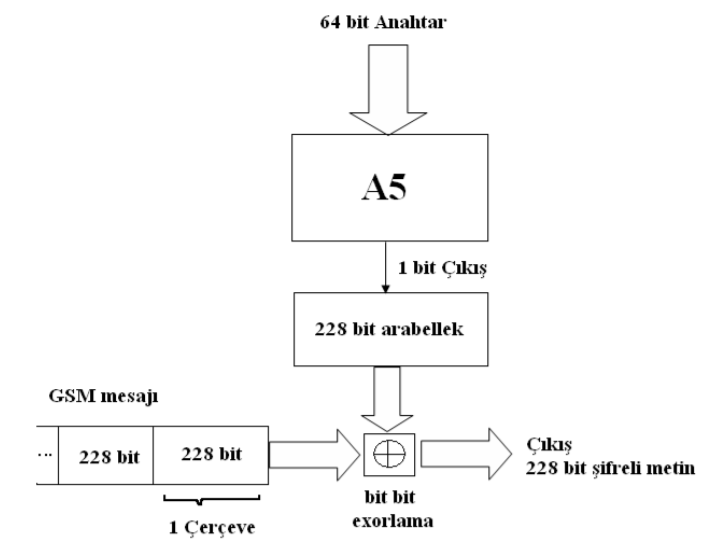 64 bit Anahtar
A5
1 bit Çıkış
228 bit arabellek
GSM mesajı
...
228 bit
228 bit
1 Çerçeve
bit bit
exorlama
Çıkış
228 bit şifreli metin